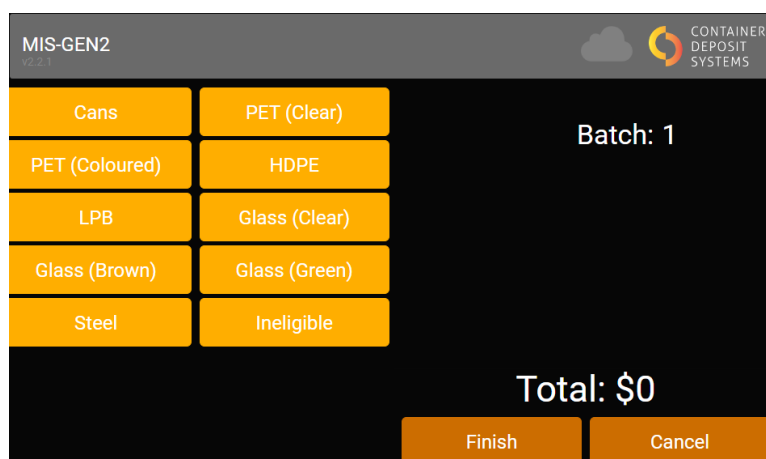 MIS-GEN2
v2.2.1
CONTAINER
DEPOSIT
SYSTEMS
Cans
PET (Clear)
PET (Coloured)
HDPE
LPB
Glass (Clear)
Glass (Brown)
Glass (Green)
Steel
Ineligible
Batch: 1
Total: $0
Finish
Cancel